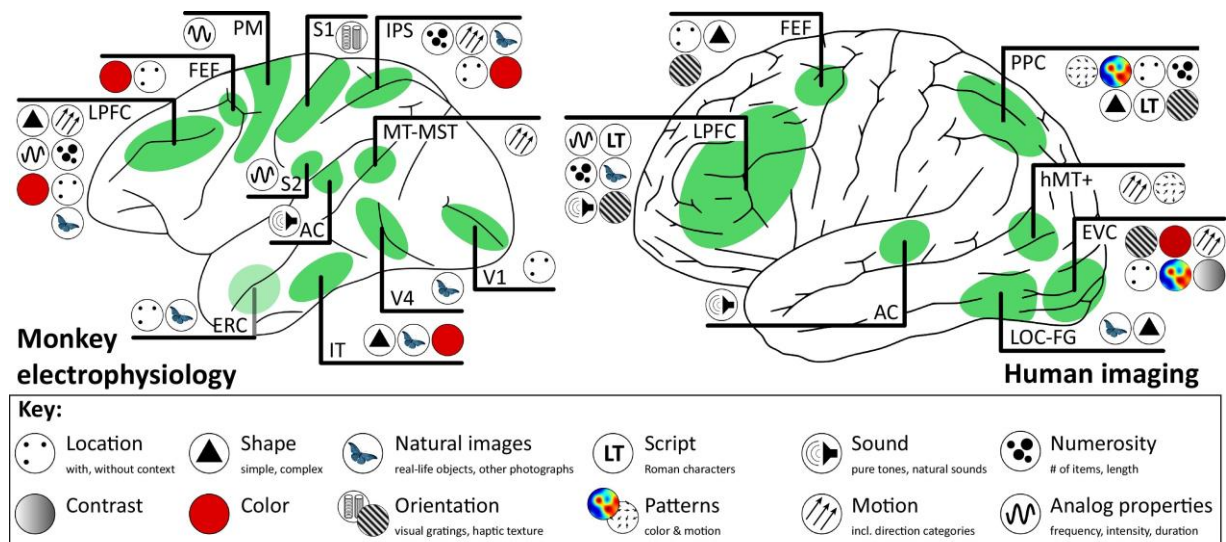 PM
S1
IPS
FEF
LPFC
MT-MST
S2
AC
V1
V4
ERC
IT
Monkey
electrophysiology
FEF
PPC
LPFC
LT
LT
hMT+
EVC
AC
LOC-FG
Human imaging
Key:
Location
with, without context
Shape
simple, complex
Natural images
real-life objects, other photographs
LT
Script
Roman characters
Sound
pure tones, natural sounds
Numerosity
# of items, length
Contrast
Color
Orientation
visual gratings, haptic texture
Patterns
color & motion
Motion
incl. direction categories
Analog properties
frequency, intensity, duration